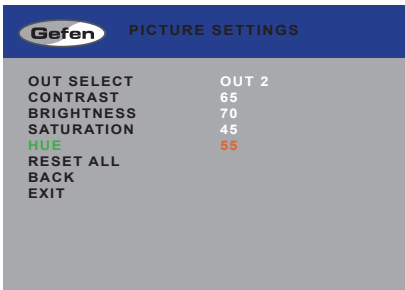 Gefen PICTURE SETTINGS
OUT SELECT OUT 2
CONTRAST 65
BRIGHTNESS 70
SATURATION 45
HUE 55
RESET ALL
BACK
EXIT